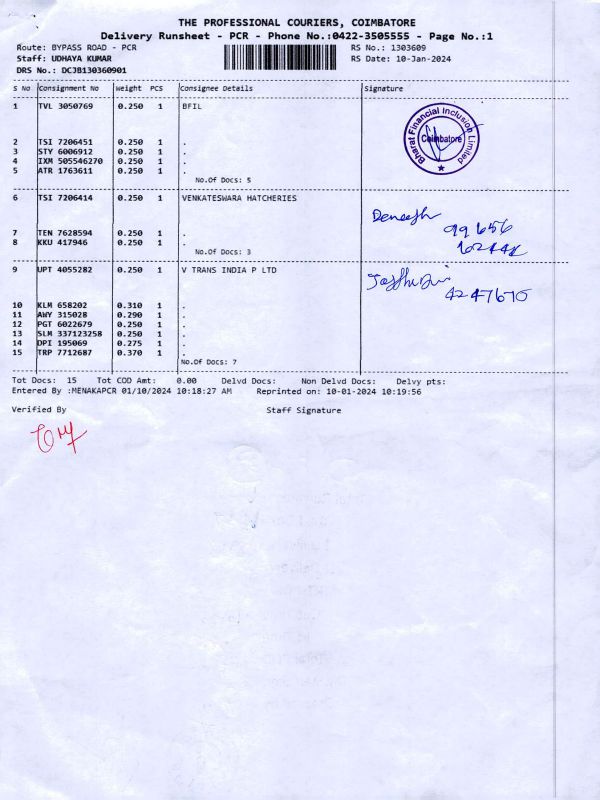 THE PROFESSIONAL COURIERS, COIMBATORE
Delivery Runsheet - PCR - Phone No.:0422-3505555 - Page No.:1
Route: BYPASS ROAD - PCR
RS No.: 1303609
Staff: UDHAYA KUMAR
RS Date: 10-Jan-2024
DRS No.: DCJB130360901
S No Consignment No Weight PCS Consignee Details Signature
1 TVL 3050769 0.250 1 BFIL
Bharat Financial Inclusion Limited
Coimbatore
2 TSI 7206451 0.250 1 .
3 STY 6006912 0.250 1 .
4 IXM 505546270 0.250 1 .
5 ATR 1763611 0.250 1 .
No.Of Docs: 5
6 TSI 7206414 0.250 1 VENKATESWARA HATCHERIES
7 TEN 7628594 0.250 1 .
8 KKU 417946 0.250 1 .
No.Of Docs: 3
9 UPT 4055282 0.250 1 V TRANS INDIA P LTD
10 KLM 658202 0.310 1 .
11 AWY 315028 0.290 1 .
12 PGT 6022679 0.250 1 .
13 SLM 337123258 0.250 1 .
14 DPI 195069 0.275 1 .
15 TRP 7712687 0.370 1 .
No.Of Docs: 7
Tot Docs: 15 Tot COD Amt: 0.00 Delvd Docs: Non Delvd Docs: Delvy pts:
Entered By :MENAKAPCR 01/10/2024 10:18:27 AM Reprinted on: 10-01-2024 10:19:56
Verified By Staff Signature